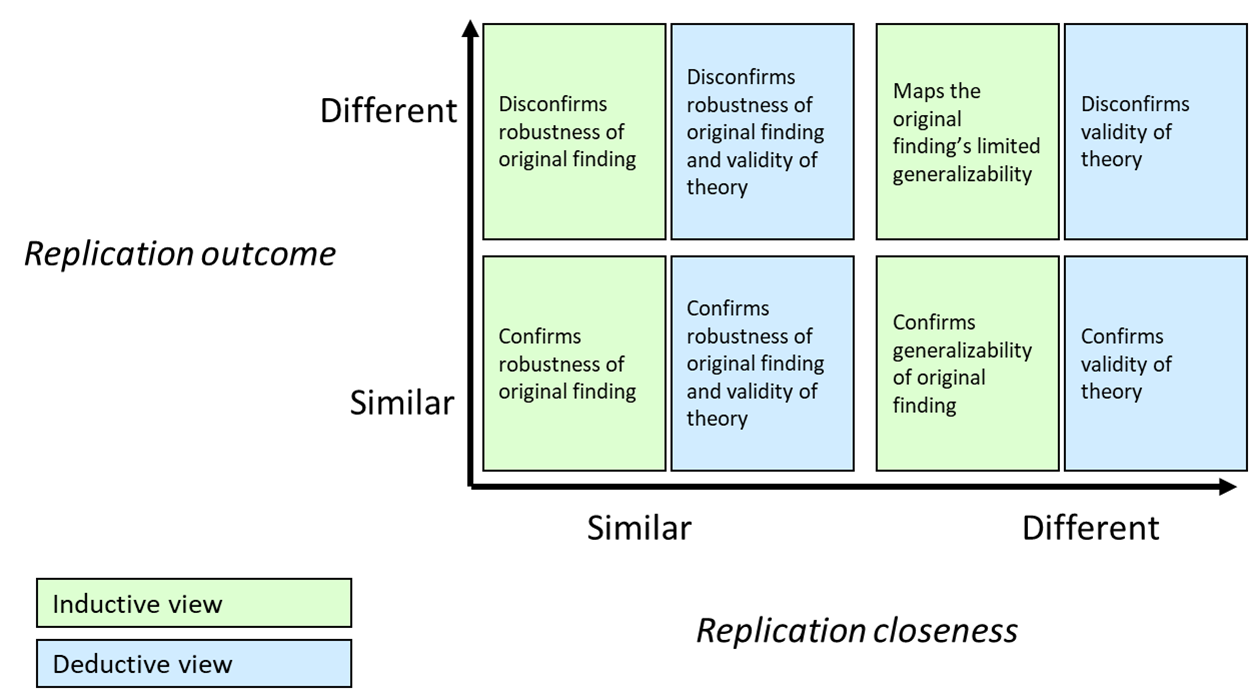 Different
Disconfirms
robustness of
original finding
Disconfirms
robustness of
original finding
and validity of
theory
Maps the
original
finding’s limited
generalizability
Disconfirms
validity of
theory
Replication outcome
Similar
Confirms
robustness of
original finding
Confirms
robustness of
original finding
and validity of
theory
Confirms
generalizability
of original
finding
Confirms
validity of
theory
Similar
Different
Inductive view
Deductive view
Replication closeness